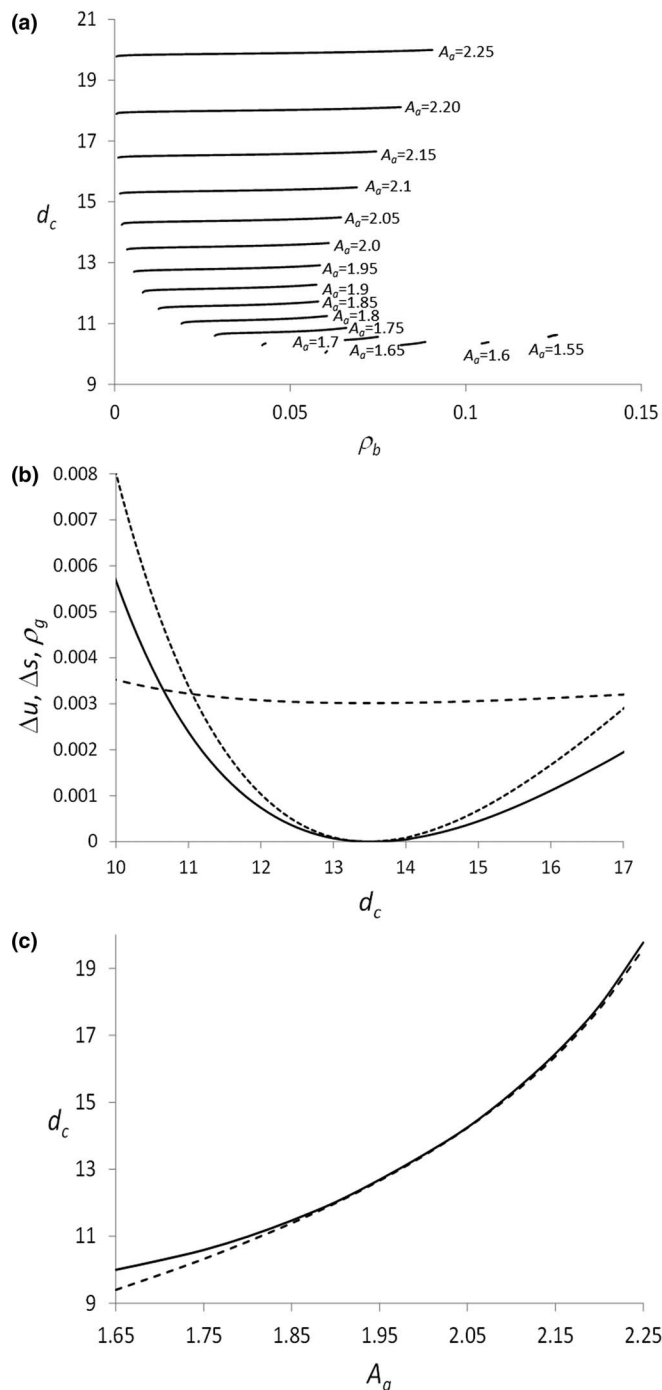 (a)
21
19
17
15
13
11
9
d_c
A_a=2.25
A_a=2.20
A_a=2.15
A_a=2.1
A_a=2.05
A_a=2.0
A_a=1.95
A_a=1.9
A_a=1.85
A_a=1.8
A_a=1.75
A_a=1.7
A_a=1.65
A_a=1.6
A_a=1.55
0 0.05 0.1 0.15
ρ_b
(b)
0.008
0.007
0.006
0.005
0.004
0.003
0.002
0.001
0
Δu, Δs, ρ_g
10 11 12 13 14 15 16 17
d_c
(c)
19
17
15
13
11
9
d_c
1.65 1.75 1.85 1.95 2.05 2.15 2.25
A_a